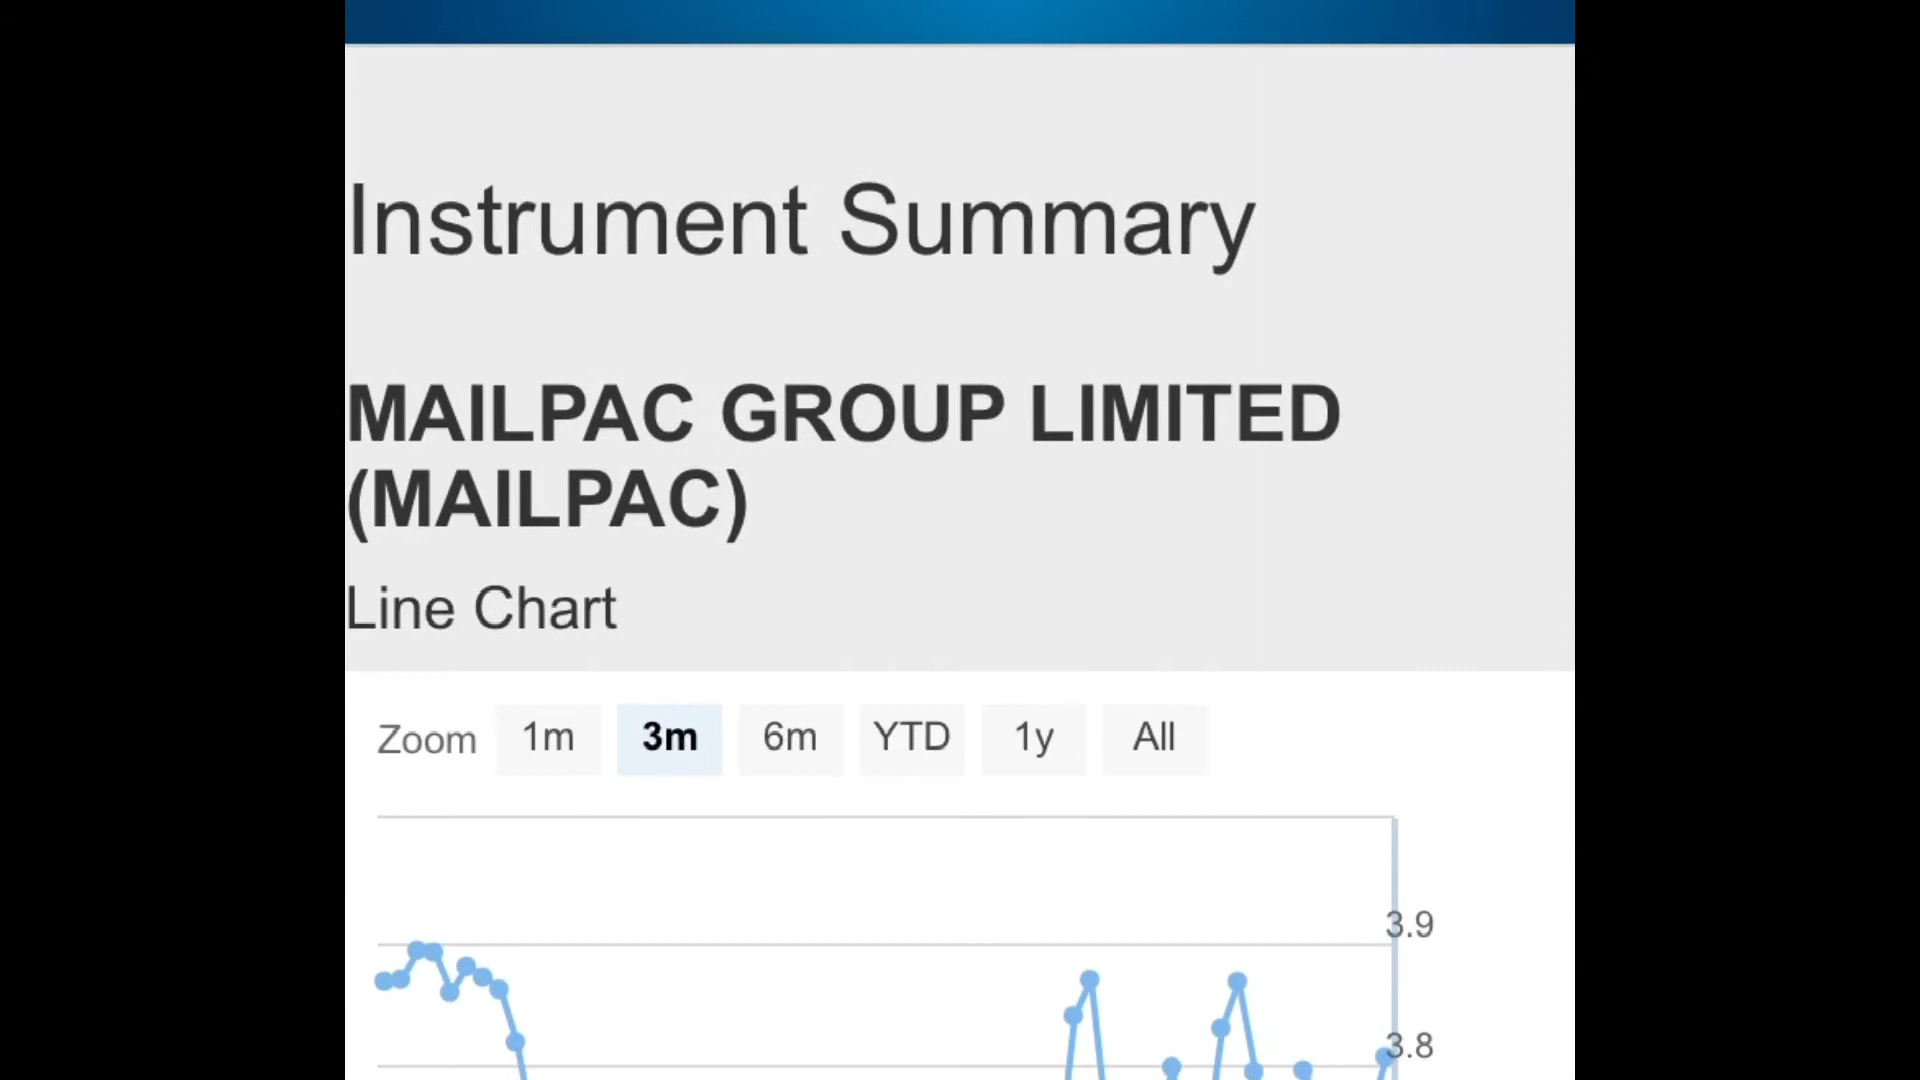 Instrument Summary
MAILPAC GROUP LIMITED
(MAILPAC)
Line Chart
Zoom 1m 3m 6m YTD 1y All
3.9
3.8